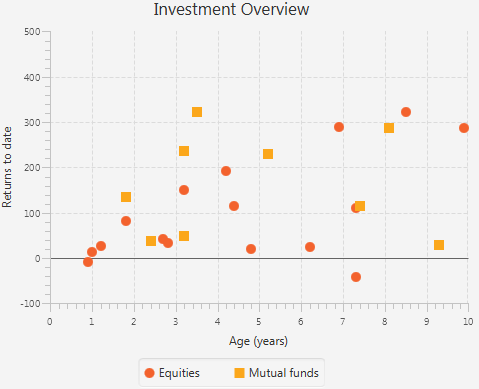 Investment Overview
500
400
300
200
100
0
-100
Returns to date
0 1 2 3 4 5 6 7 8 9 10
Age (years)
Equities Mutual funds